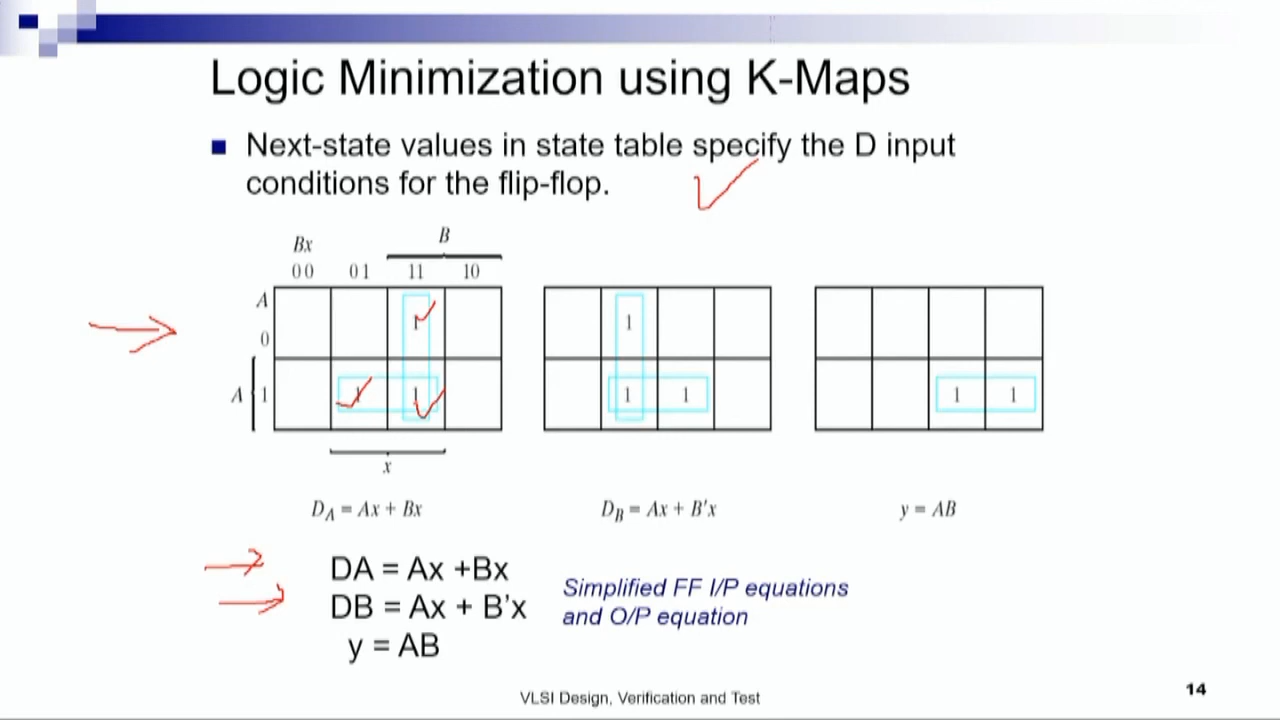 Logic Minimization using K-Maps
Next-state values in state table specify the D input
conditions for the flip-flop.
Bx
B
00 01 11 10
A
0
1
1
1
1
A 1 1 1
1 1
1 1
x
D_A = Ax + Bx
D_B = Ax + B'x
y = AB
DA = Ax +Bx
DB = Ax + B’x
y = AB
Simplified FF I/P equations
and O/P equation
VLSI Design, Verification and Test
14